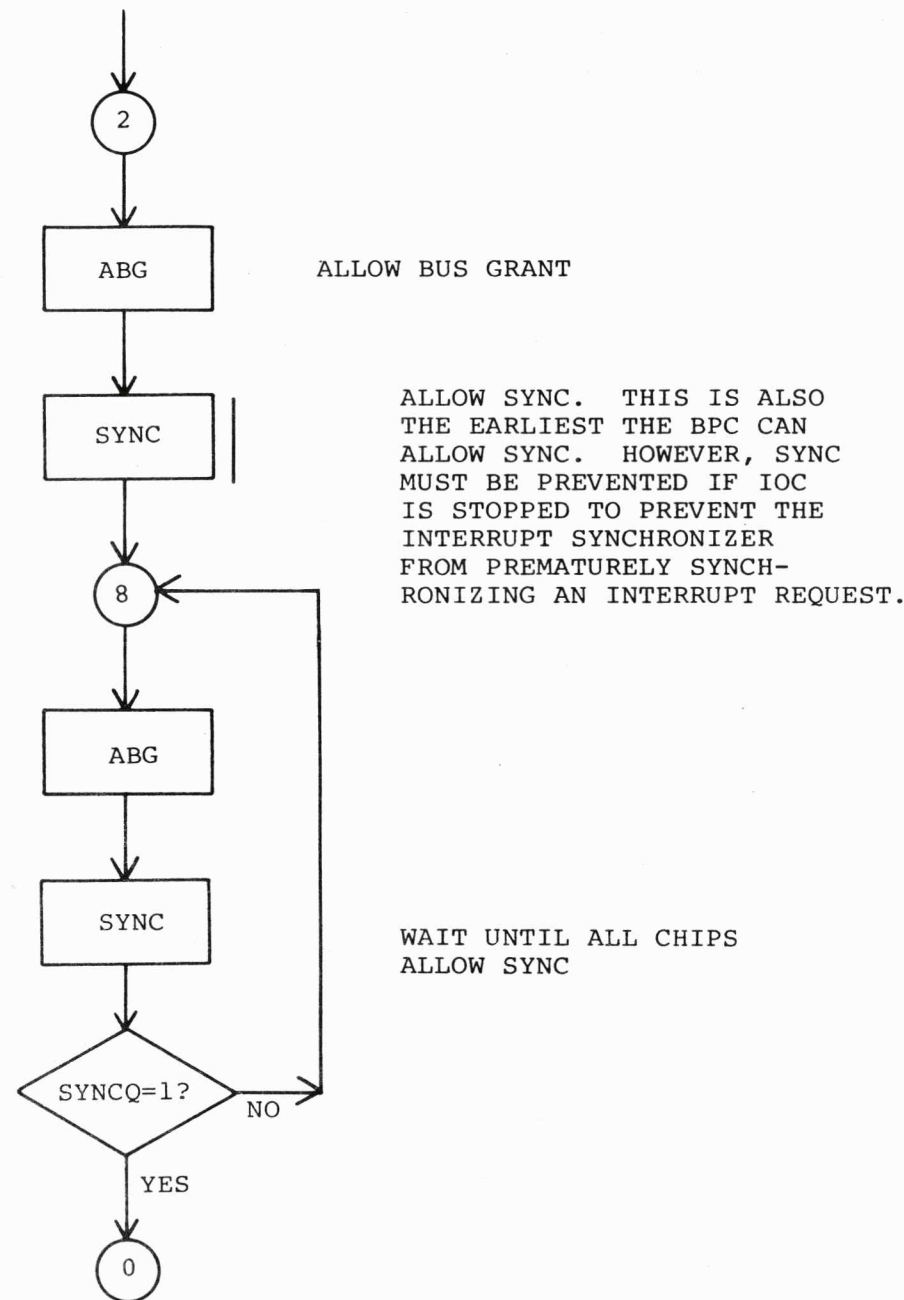 2
ABG
ALLOW BUS GRANT
SYNC
ALLOW SYNC. THIS IS ALSO
THE EARLIEST THE BPC CAN
ALLOW SYNC. HOWEVER, SYNC
MUST BE PREVENTED IF IOC
IS STOPPED TO PREVENT THE
INTERRUPT SYNCHRONIZER
FROM PREMATURELY SYNCH-
RONIZING AN INTERRUPT REQUEST.
8
ABG
SYNC
WAIT UNTIL ALL CHIPS
ALLOW SYNC
SYNCQ=1?
NO
YES
0